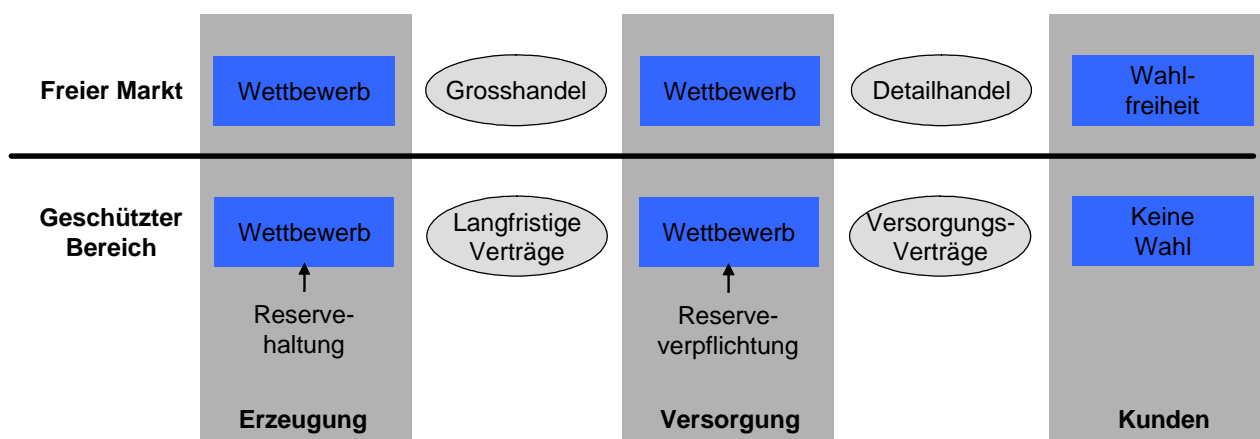 Freier Markt
Wettbewerb
Grosshandel
Wettbewerb
Detailhandel
Wahl-
freiheit
Geschützter
Bereich
Wettbewerb
Langfristige
Verträge
Wettbewerb
Versorgungs-
Verträge
Keine
Wahl
Reserve-
haltung
Reserve-
verpflichtung
Erzeugung
Versorgung
Kunden